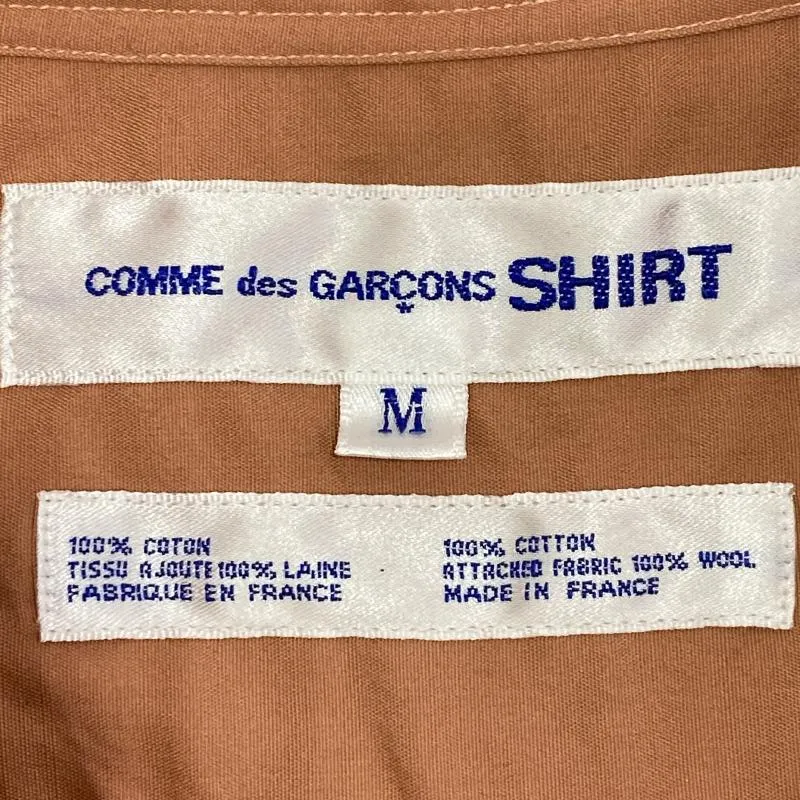 COMME des GARÇONS SHIRT
M
100% COTON
TISSU AJOUTE 100% LAINE
FABRIQUE EN FRANCE
100% COTTON
ATTACHED FABRIC 100% WOOL
MADE IN FRANCE